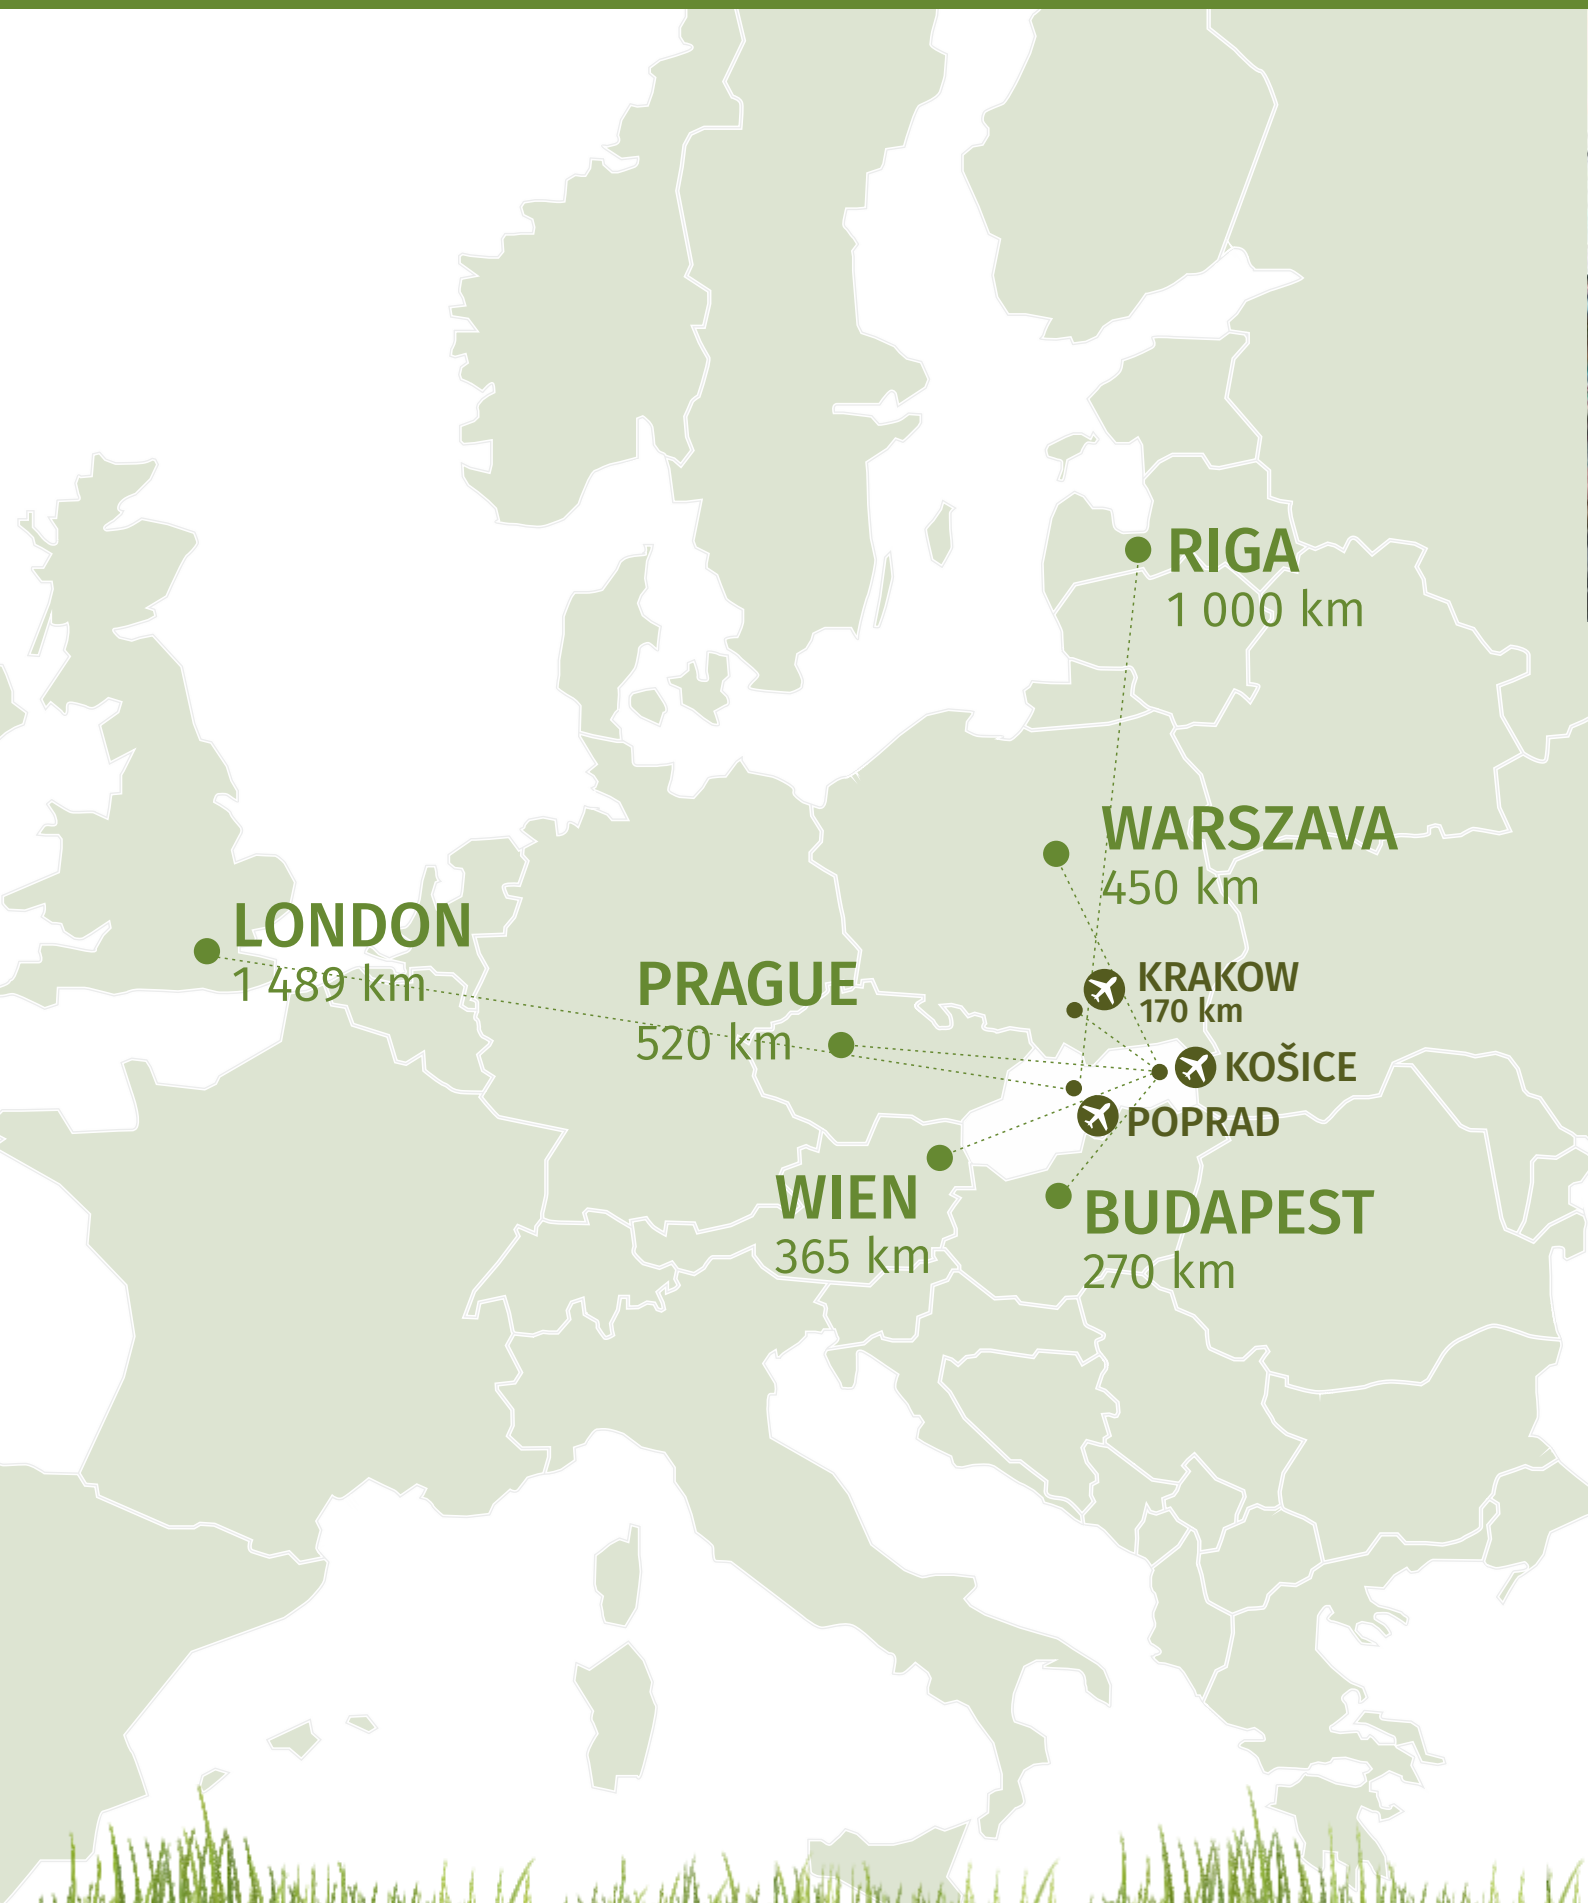 RIGA
1 000 km
WARSZAVA
450 km
LONDON
1 489 km
PRAGUE
520 km
KRAKOW
170 km
KOŠICE
POPRAD
WIEN
365 km
BUDAPEST
270 km